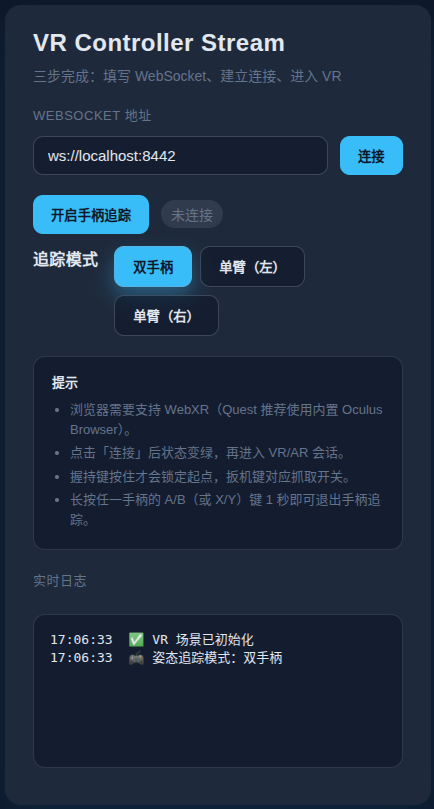 VR Controller Stream
三步完成：填写 WebSocket、建立连接、进入 VR
WEBSOCKET 地址
ws://localhost:8442
连接
开启手柄追踪
未连接
追踪模式
双手柄
单臂（左）
单臂（右）
提示
• 浏览器需要支持 WebXR（Quest 推荐使用内置 Oculus
Browser）。
• 点击「连接」后状态变绿，再进入 VR/AR 会话。
• 握持键按住才会锁定起点，扳机键对应抓取开关。
• 长按任一手柄的 A/B（或 X/Y）键 1 秒即可退出手柄追
踪。
实时日志
17:06:33 ✅ VR 场景已初始化
17:06:33 🎮 姿态追踪模式：双手柄